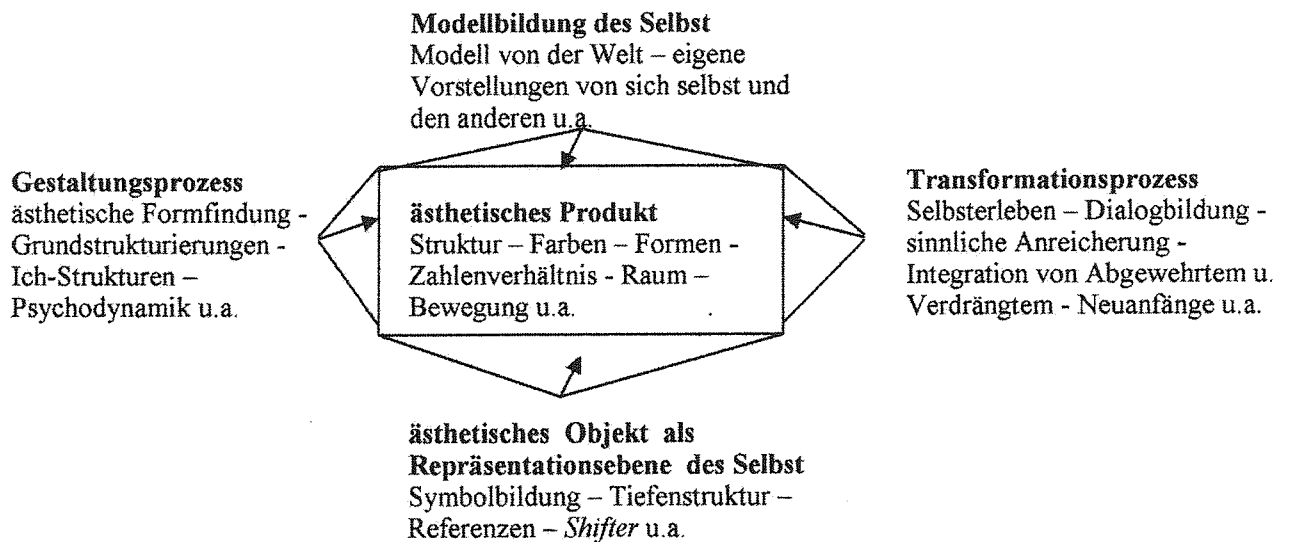 Modellbildung des Selbst
Modell von der Welt – eigene
Vorstellungen von sich selbst und
den anderen u.a.
Gestaltungsprozess
ästhetische Formfindung -
Grundstrukturierungen -
Ich-Strukturen –
Psychodynamik u.a.
ästhetisches Produkt
Struktur – Farben – Formen -
Zahlenverhältnis - Raum –
Bewegung u.a.
Transformationsprozess
Selbsterleben – Dialogbildung -
sinnliche Anreicherung -
Integration von Abgewehrtem u.
Verdrängtem - Neuanfänge u.a.
ästhetisches Objekt als
Repräsentationsebene des Selbst
Symbolbildung – Tiefenstruktur –
Referenzen – Shifter u.a.